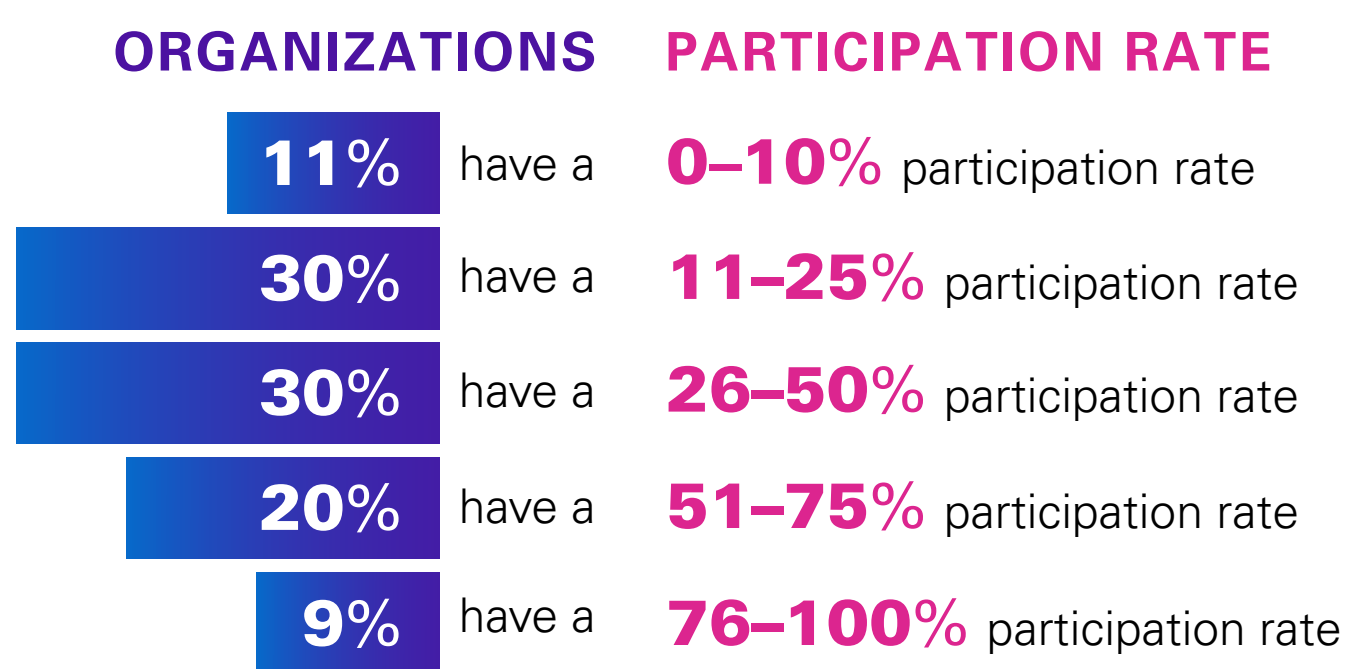 ORGANIZATIONS PARTICIPATION RATE
11% have a 0–10% participation rate
30% have a 11–25% participation rate
30% have a 26–50% participation rate
20% have a 51–75% participation rate
9% have a 76–100% participation rate